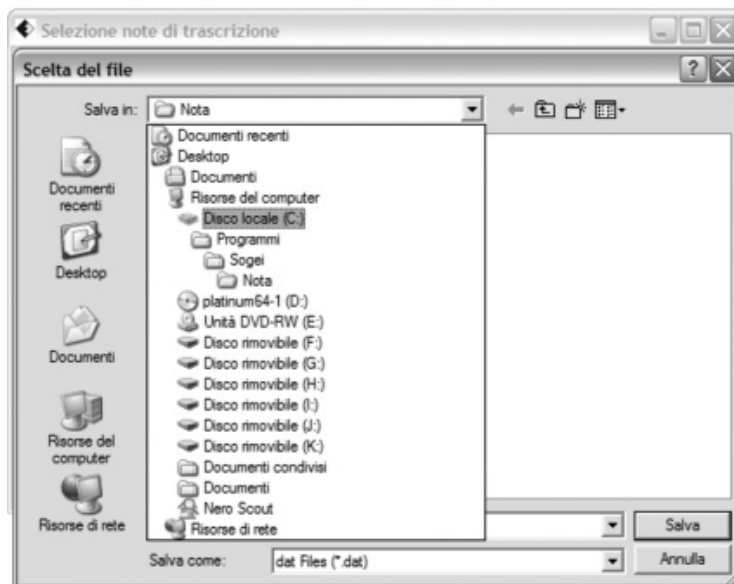 Selezione note di trascrizione
Scelta del file
Salva in: Nota
Documenti recenti
Desktop
Documenti
Risorse del computer
Disco locale (C:)
Programmi
Sogei
Nota
platinum64-1 (D:)
Unità DVD-RW (E:)
Disco rimovibile (F:)
Disco rimovibile (G:)
Disco rimovibile (H:)
Disco rimovibile (I:)
Disco rimovibile (J:)
Disco rimovibile (K:)
Documenti condivisi
Documenti
Nero Scout
Risorse di rete
Documenti
recenti
Desktop
Documenti
Risorse del
computer
Risorse di rete
Salva
Salva come: dat Files (*.dat)
Annulla